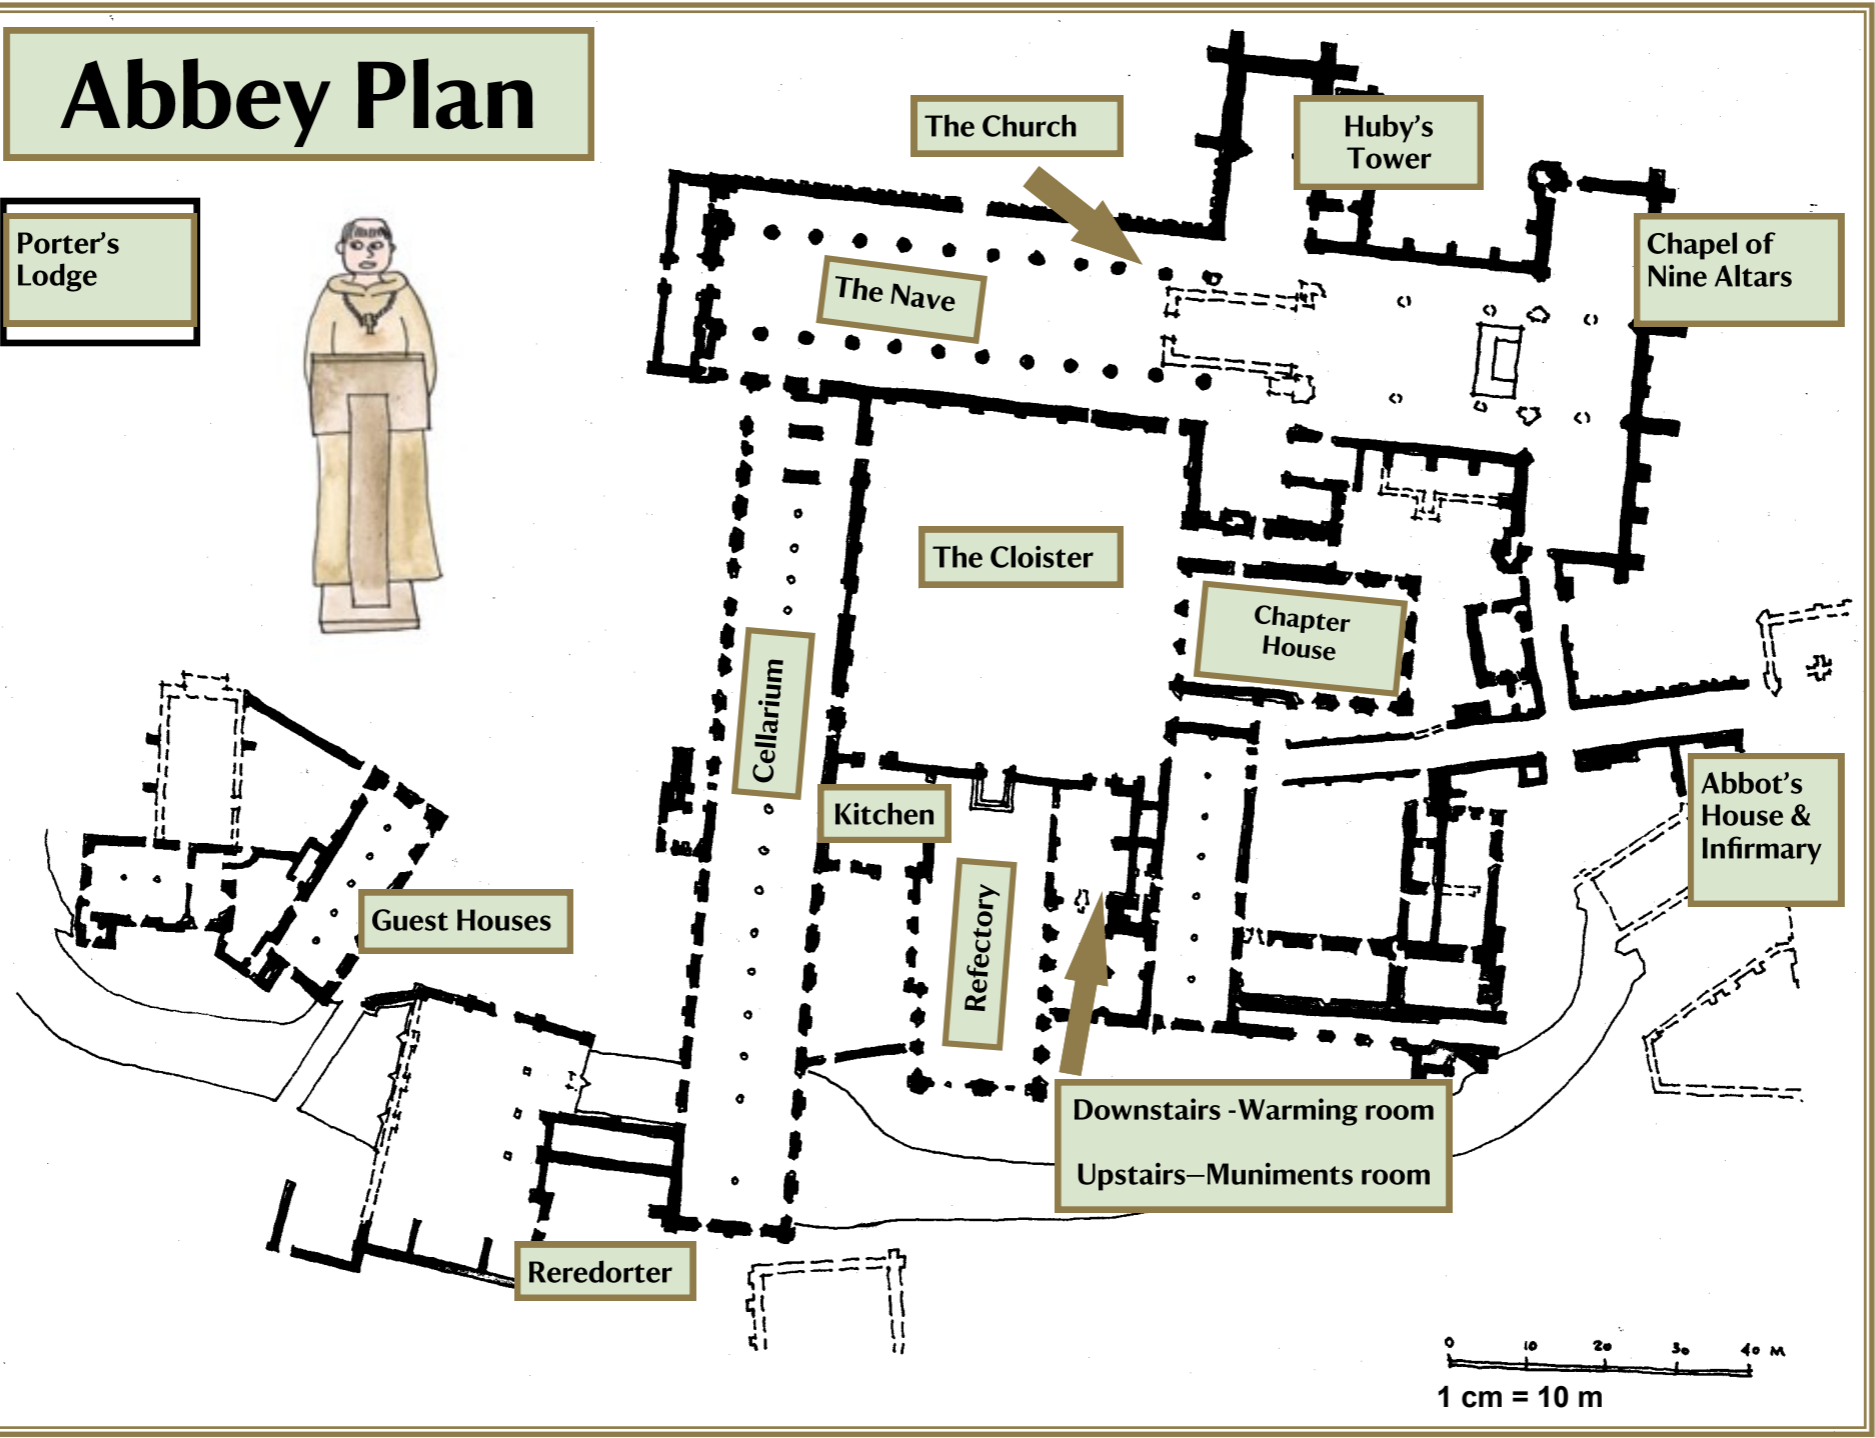 Abbey Plan
The Church
Huby's
Tower
Porter's
Lodge
Chapel of
Nine Altars
The Nave
The Cloister
Chapter
House
Cellarium
Kitchen
Abbot's
House &
Infirmary
Guest Houses
Refectory
Downstairs -Warming room
Upstairs—Muniments room
Reredorter
0 10 20 30 40 M
1 cm = 10 m